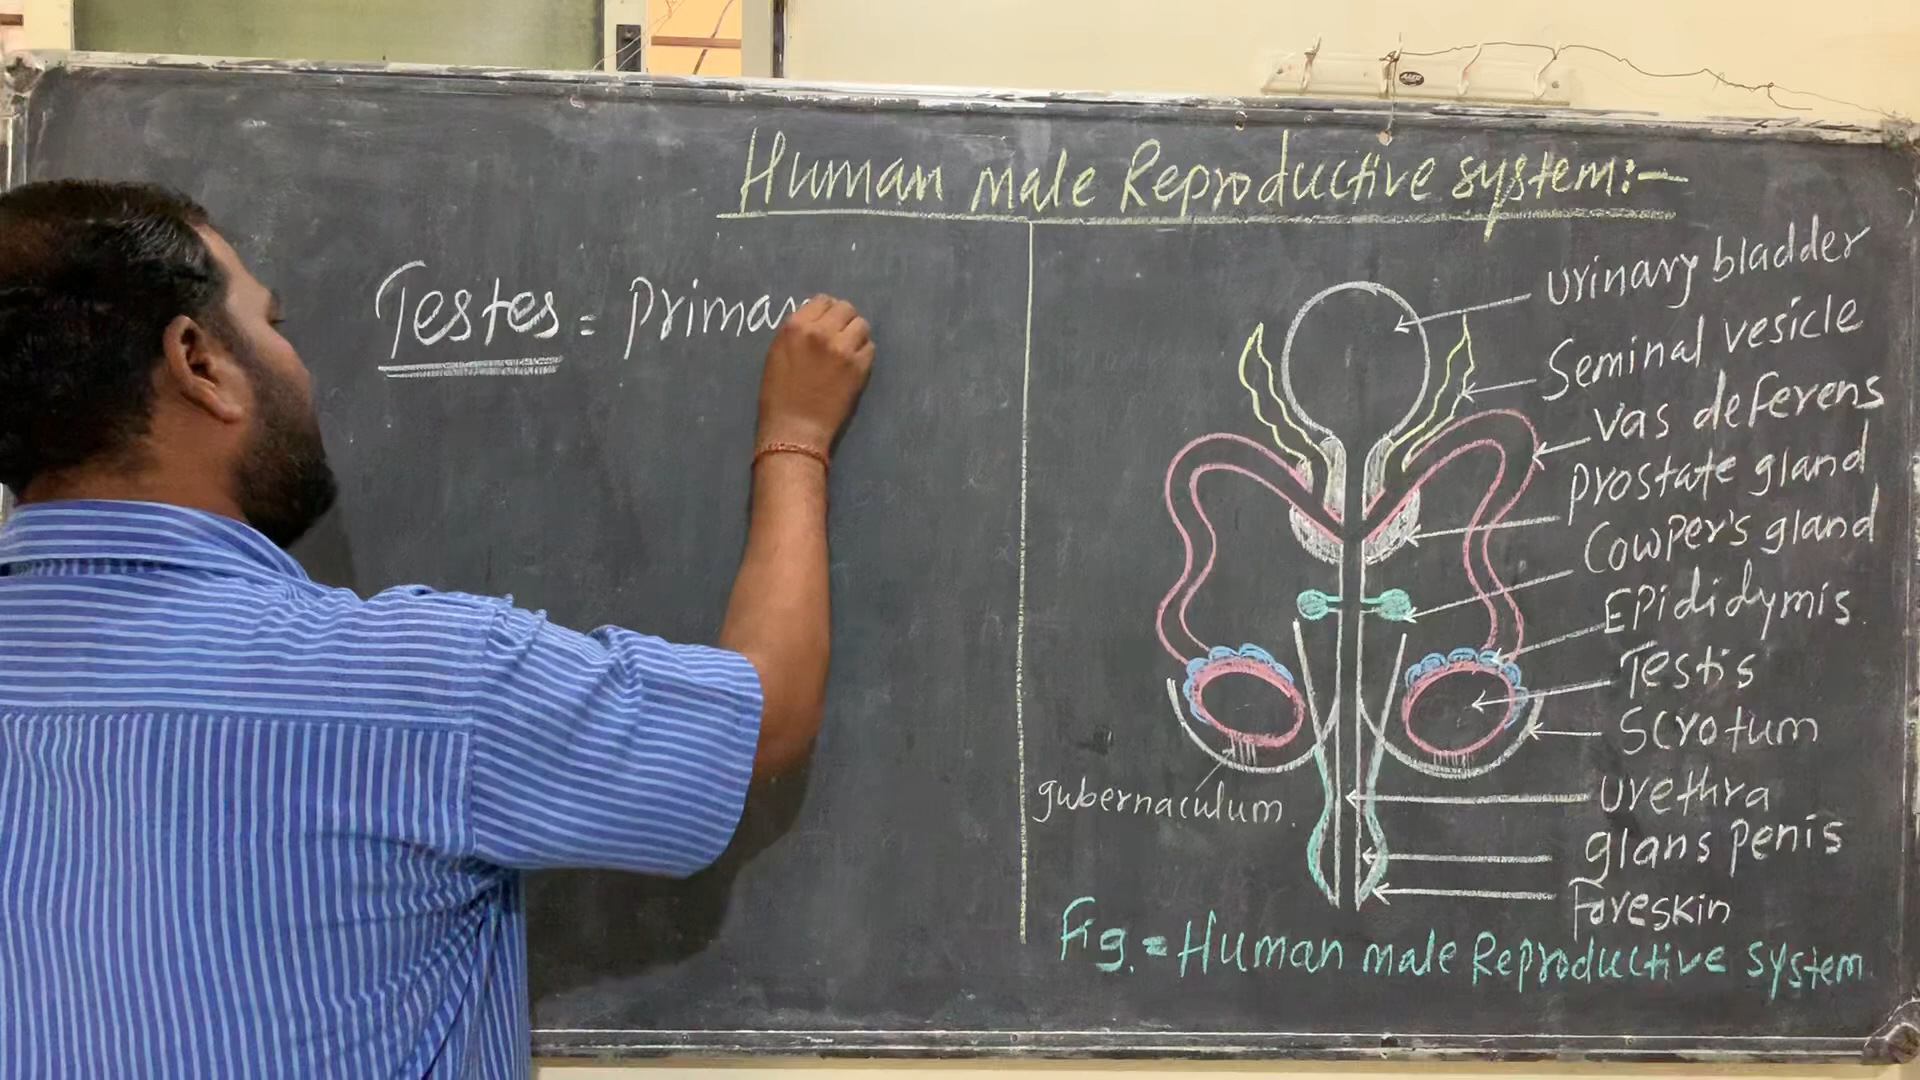 Human male Reproductive system:-
Testes = Primar
urinary bladder
Seminal vesicle
Vas deferens
Prostate gland
Cowper's gland
Epididymis.
Testis
Scrotum
gubernaculum.
urethra
glans penis
Foreskin
Fig. = Human male Reproductive system